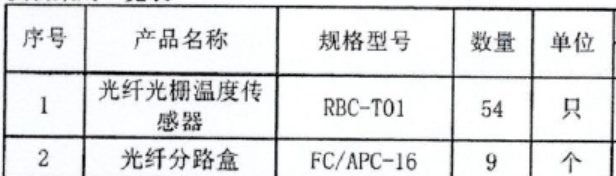 序号 产品名称 规格型号 数量 单位
1 光纤光栅温度传感器 RBC-T01 54 只
2 光纤分路盒 FC/APC-16 9 个